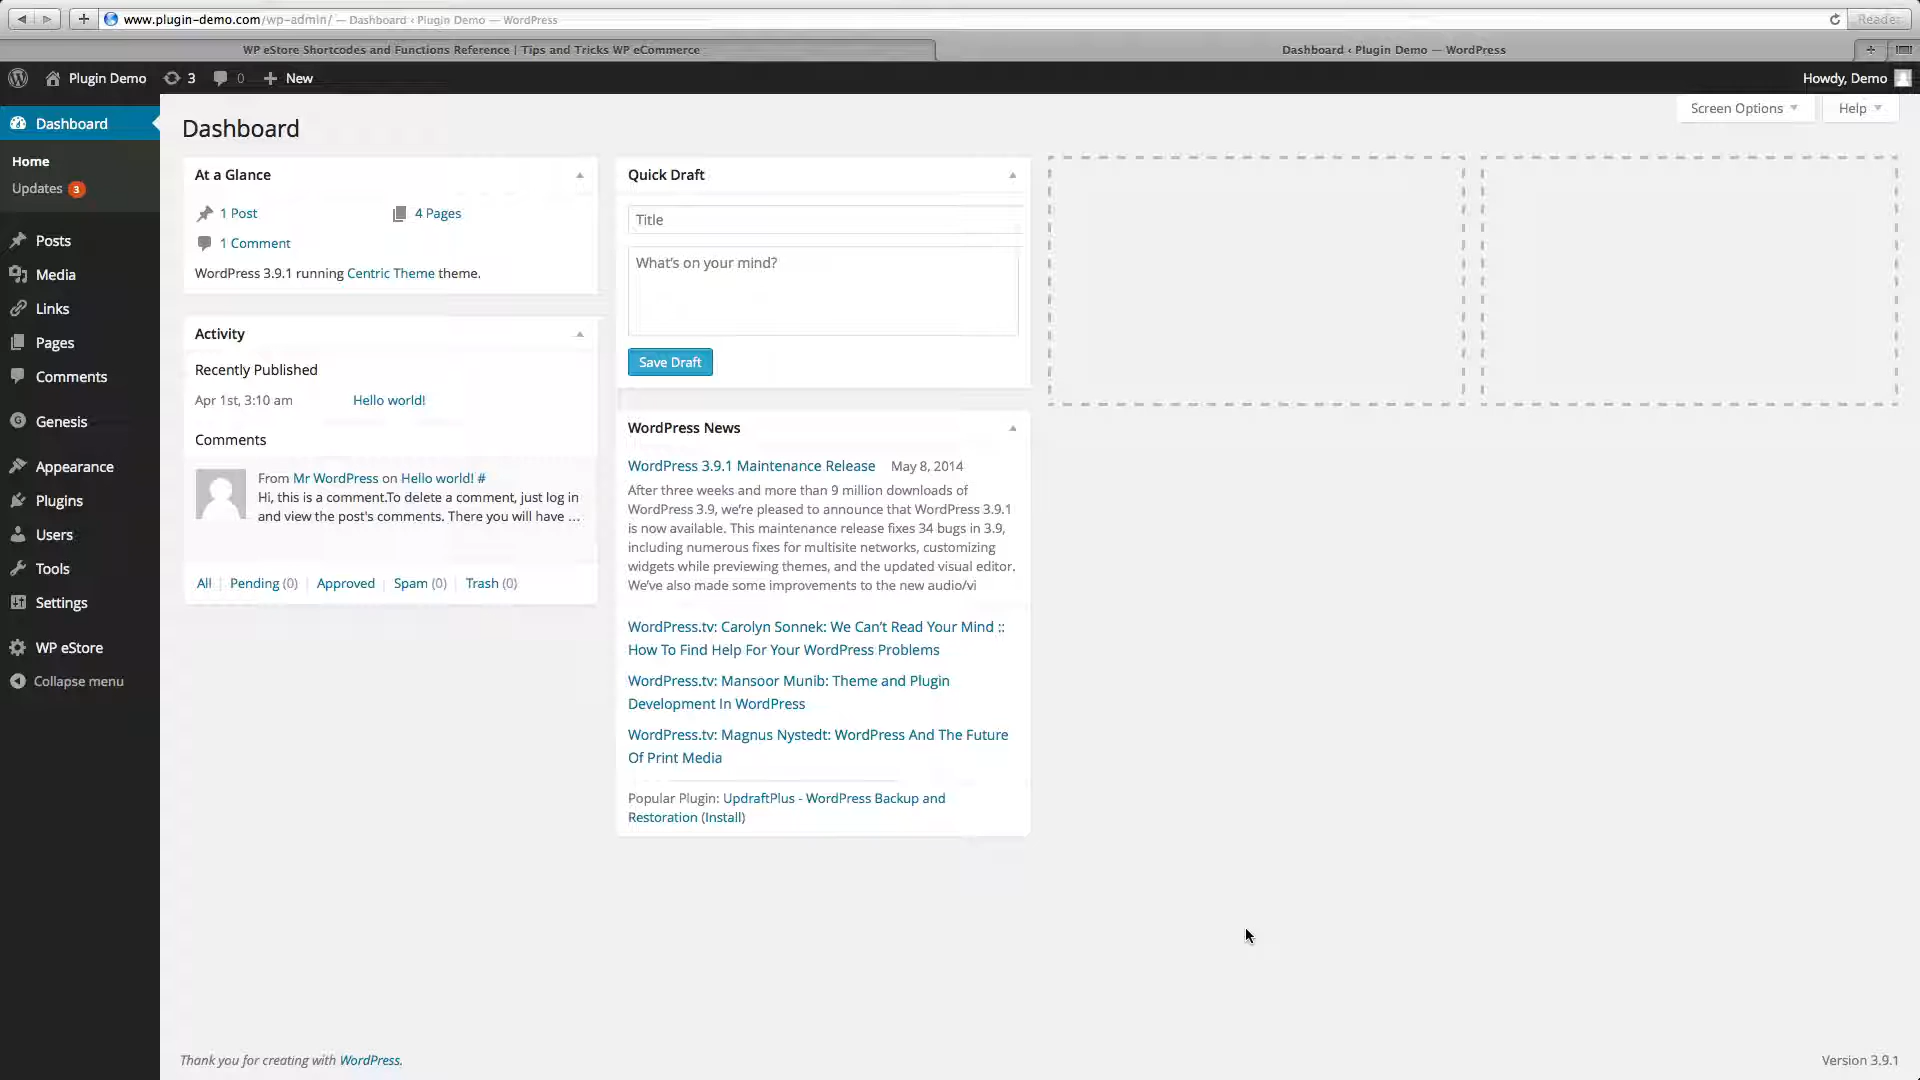 www.plugin-demo.com/wp-admin/ — Dashboard ‹ Plugin Demo — WordPress
Reader
WP eStore Shortcodes and Functions Reference | Tips and Tricks WP eCommerce
Dashboard ‹ Plugin Demo — WordPress
Plugin Demo 3 0 New
Howdy, Demo
Dashboard
Home
Updates 3
Posts
Media
Links
Pages
Comments
Genesis
Appearance
Plugins
Users
Tools
Settings
WP eStore
Collapse menu
Screen Options
Help
Dashboard
At a Glance
1 Post
4 Pages
1 Comment
WordPress 3.9.1 running Centric Theme theme.
Activity
Recently Published
Apr 1st, 3:10 am Hello world!
Comments
From Mr WordPress on Hello world! #
Hi, this is a comment.To delete a comment, just log in
and view the post's comments. There you will have ...
All | Pending (0) | Approved | Spam (0) | Trash (0)
Quick Draft
Title
What's on your mind?
Save Draft
WordPress News
WordPress 3.9.1 Maintenance Release May 8, 2014
After three weeks and more than 9 million downloads of
WordPress 3.9, we're pleased to announce that WordPress 3.9.1
is now available. This maintenance release fixes 34 bugs in 3.9,
including numerous fixes for multisite networks, customizing
widgets while previewing themes, and the updated visual editor.
We've also made some improvements to the new audio/vi
WordPress.tv: Carolyn Sonnek: We Can't Read Your Mind ::
How To Find Help For Your WordPress Problems
WordPress.tv: Mansoor Munib: Theme and Plugin
Development In WordPress
WordPress.tv: Magnus Nystedt: WordPress And The Future
Of Print Media
Popular Plugin: UpdraftPlus - WordPress Backup and
Restoration (Install)
Thank you for creating with WordPress.
Version 3.9.1